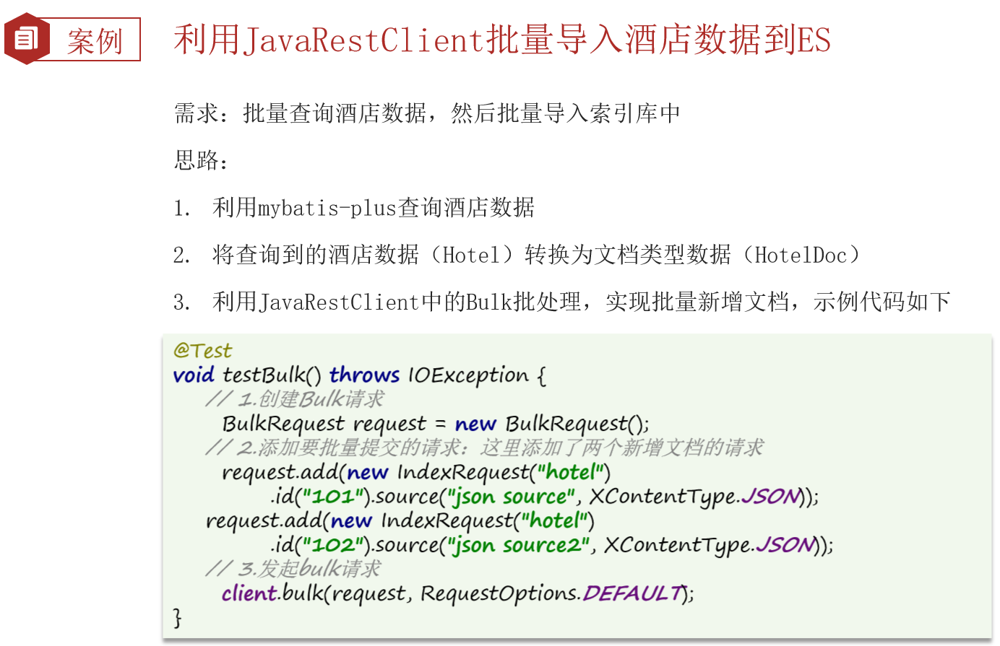 案例
利用JavaRestClient批量导入酒店数据到ES
需求：批量查询酒店数据，然后批量导入索引库中
思路：
1. 利用mybatis-plus查询酒店数据
2. 将查询到的酒店数据（Hotel）转换为文档类型数据（HotelDoc）
3. 利用JavaRestClient中的Bulk批处理，实现批量新增文档，示例代码如下
@Test
void testBulk() throws IOException {
// 1.创建Bulk请求
BulkRequest request = new BulkRequest();
// 2.添加要批量提交的请求：这里添加了两个新增文档的请求
request.add(new IndexRequest("hotel")
.id("101").source("json source", XContentType.JSON));
request.add(new IndexRequest("hotel")
.id("102").source("json source2", XContentType.JSON));
// 3.发起bulk请求
client.bulk(request, RequestOptions.DEFAULT);
}